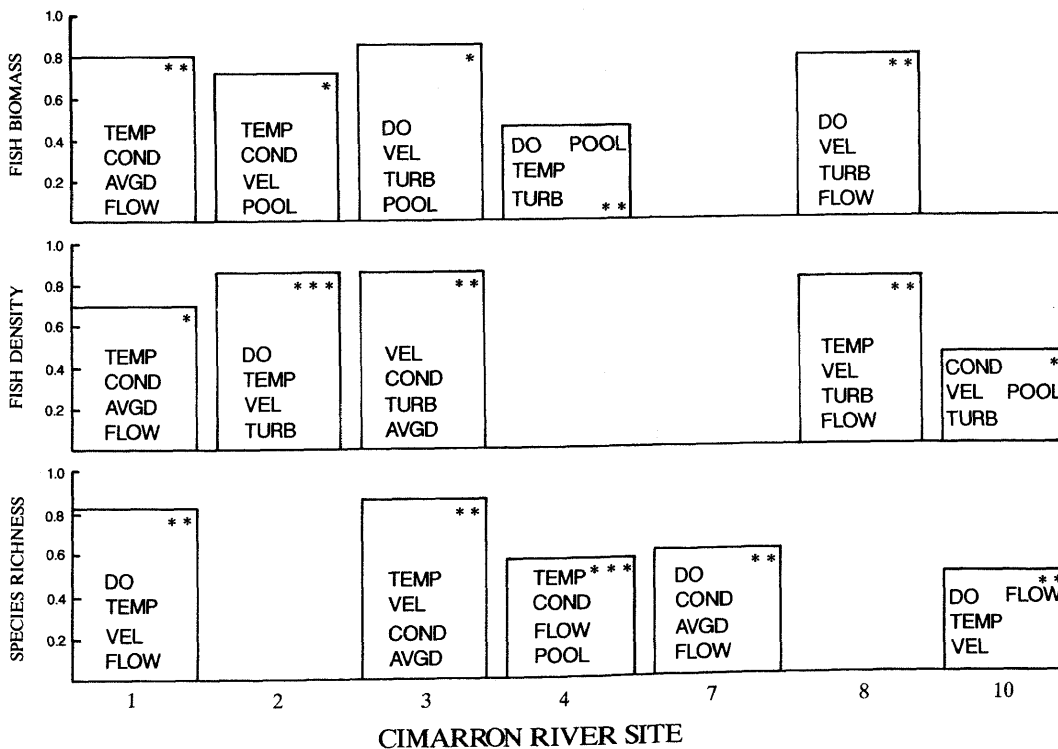 FISH BIOMASS
1.0
0.8
0.6
0.4
0.2
**
TEMP
COND
AVGD
FLOW
*
TEMP
COND
VEL
POOL
*
DO
VEL
TURB
POOL
DO POOL
TEMP
TURB
**
**
DO
VEL
TURB
FLOW
FISH DENSITY
1.0
0.8
0.6
0.4
0.2
*
TEMP
COND
AVGD
FLOW
***
DO
TEMP
VEL
TURB
**
VEL
COND
TURB
AVGD
**
TEMP
VEL
TURB
FLOW
COND *
VEL POOL
TURB
SPECIES RICHNESS
1.0
0.8
0.6
0.4
0.2
**
DO
TEMP
VEL
FLOW
**
TEMP
VEL
COND
AVGD
TEMP ***
COND
FLOW
POOL
**
DO
COND
AVGD
FLOW
**
DO FLOW
TEMP
VEL
1 2 3 4 7 8 10
CIMARRON RIVER SITE